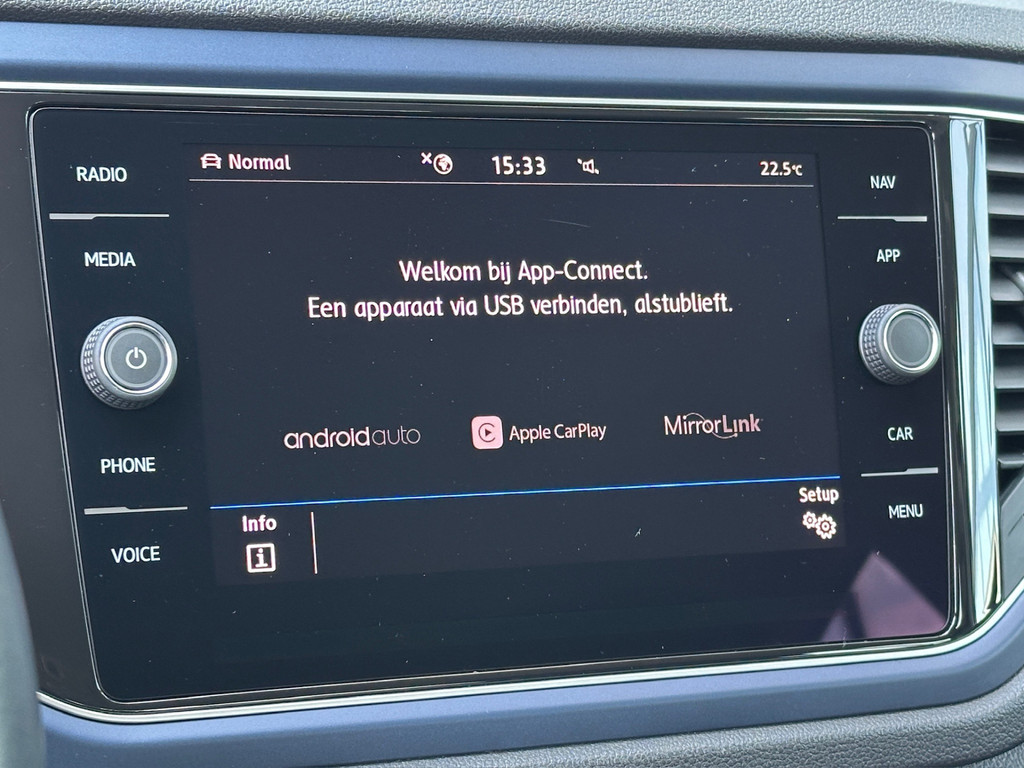 RADIO
MEDIA
PHONE
VOICE
Normal
15:33
22.5°C
Welkom bij App-Connect.
Een apparaat via USB verbinden, alstublieft.
androidauto
Apple CarPlay
MirrorLink
Info
Setup
NAV
APP
CAR
MENU